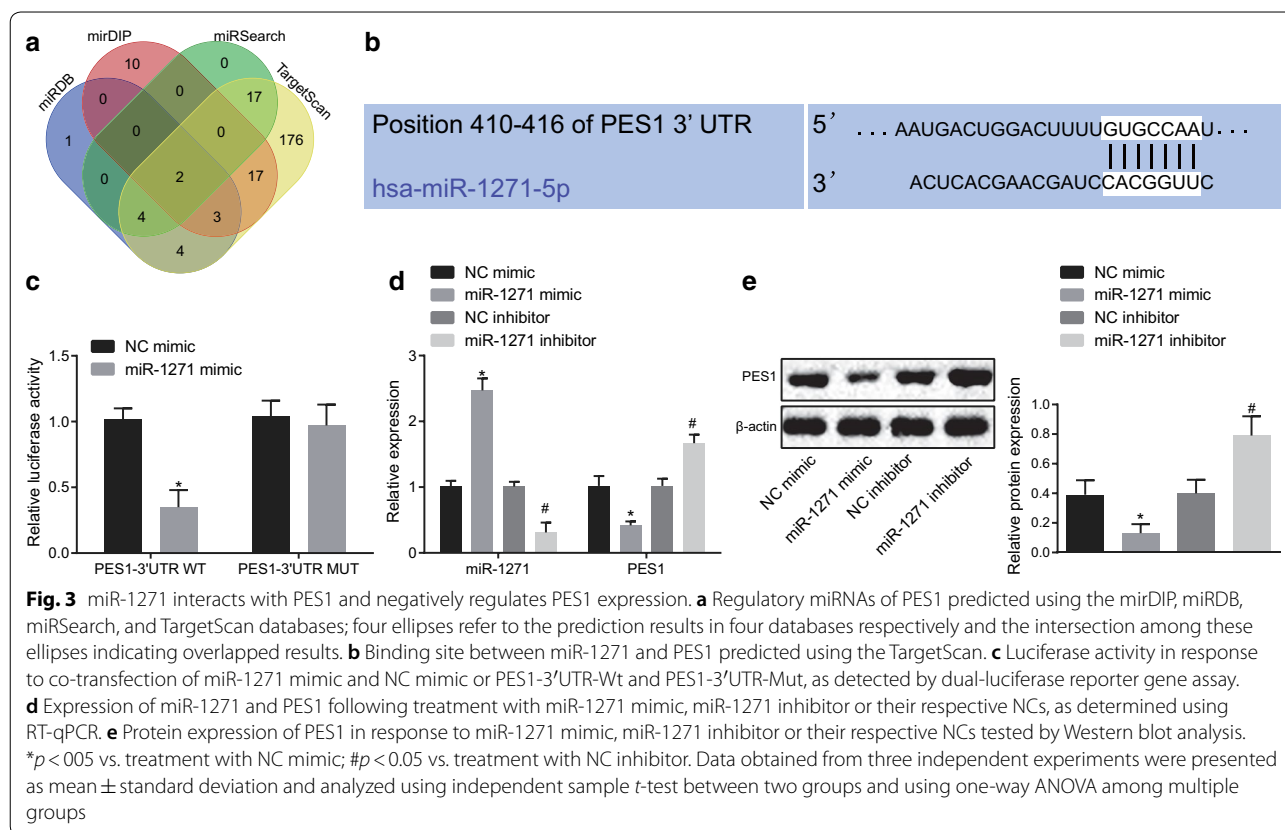 a
mirDIP
miRSearch
miRDB
TargetScan
10
0
0
0
17
1
0
0
176
0
2
17
4
3
4
b
Position 410-416 of PES1 3' UTR
5' ... AAUGACUGGACUUUUGUGCCAAU...
hsa-miR-1271-5p
3' ACUCACGAACGAUCCACGGUUC
c
NC mimic
miR-1271 mimic
Relative luciferase activity
1.5
1.0
0.5
0.0
*
PES1-3'UTR WT
PES1-3'UTR MUT
d
NC mimic
miR-1271 mimic
NC inhibitor
miR-1271 inhibitor
Relative expression
3
2
1
0
*
#
*
#
miR-1271
PES1
e
PES1
β-actin
NC mimic
miR-1271 mimic
NC inhibitor
miR-1271 inhibitor
NC mimic
miR-1271 mimic
NC inhibitor
miR-1271 inhibitor
Relative protein expression
1.0
0.8
0.6
0.4
0.2
0.0
*
#
Fig. 3 miR-1271 interacts with PES1 and negatively regulates PES1 expression. a Regulatory miRNAs of PES1 predicted using the mirDIP, miRDB,
miRSearch, and TargetScan databases; four ellipses refer to the prediction results in four databases respectively and the intersection among these
ellipses indicating overlapped results. b Binding site between miR-1271 and PES1 predicted using the TargetScan. c Luciferase activity in response
to co-transfection of miR-1271 mimic and NC mimic or PES1-3′UTR-Wt and PES1-3′UTR-Mut, as detected by dual-luciferase reporter gene assay.
d Expression of miR-1271 and PES1 following treatment with miR-1271 mimic, miR-1271 inhibitor or their respective NCs, as determined using
RT-qPCR. e Protein expression of PES1 in response to miR-1271 mimic, miR-1271 inhibitor or their respective NCs tested by Western blot analysis.
*p < 005 vs. treatment with NC mimic; #p < 0.05 vs. treatment with NC inhibitor. Data obtained from three independent experiments were presented
as mean ± standard deviation and analyzed using independent sample t-test between two groups and using one-way ANOVA among multiple
groups